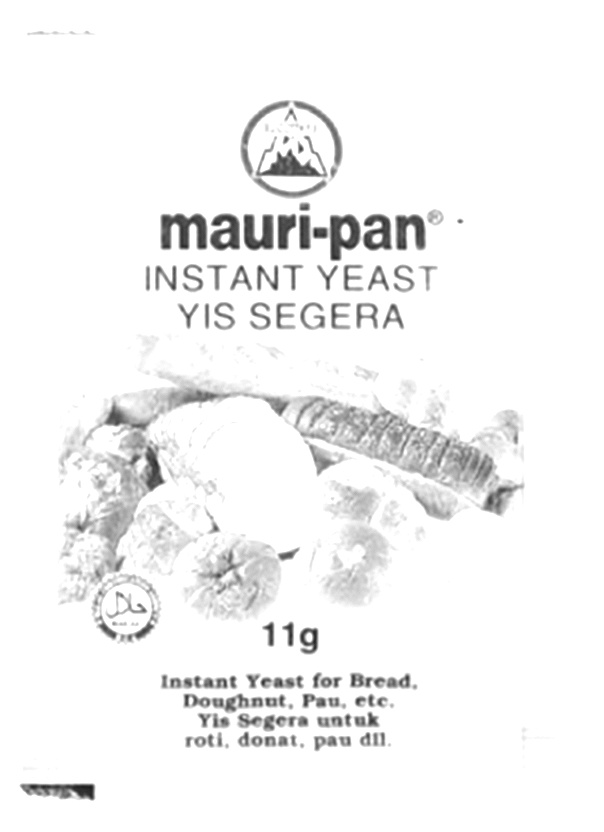 mauri-pan®
INSTANT YEAST
YIS SEGERA
حلال
11g
Instant Yeast for Bread,
Doughnut, Pau, etc.
Yis Segera untuk
roti, donat, pau dll.